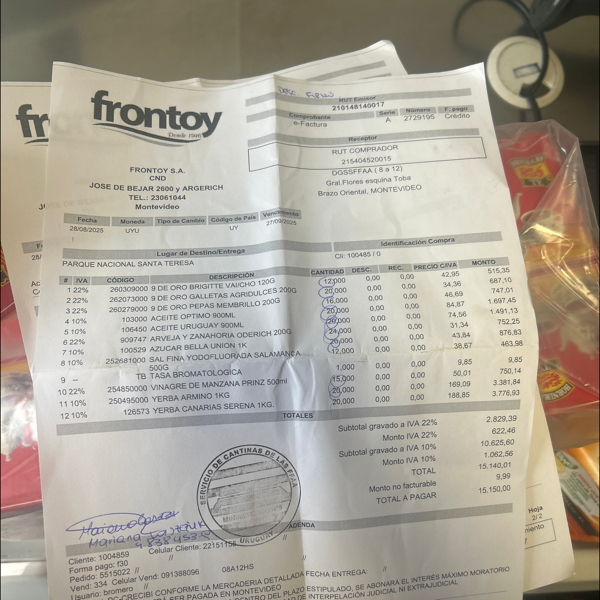 frontoy
Desde 1946
FRONTOY S.A.
CND
JOSE DE BEJAR 2600 y ARGERICH
TEL.: 23061044
Montevideo
RUT Emisor
210148140017
Comprobante Serie Número F. pago
e-Factura A 2729195 Crédito
Receptor
RUT COMPRADOR
215404520015
DGSSFFAA ( 8 a 12)
Gral.Flores esquina Toba
Brazo Oriental, MONTEVIDEO
Fecha Moneda Tipo de Cambio Código de País Vencimiento
28/08/2025 UYU UY 27/09/2025
Lugar de Destino/Entrega Identificación Compra
PARQUE NACIONAL SANTA TERESA Cli: 100485 / 0
# IVA CÓDIGO DESCRIPCIÓN CANTIDAD DESC. REC. PRECIO C/IVA MONTO
1 22% 260309000 9 DE ORO BRIGITTE VAICHO 120G 12,000 0,00 0,00 42,95 515,35
2 22% 262073000 9 DE ORO GALLETAS AGRIDULCES 200G 20,000 0,00 0,00 34,36 687,10
3 22% 260279000 9 DE ORO PEPAS MEMBRILLO 200G 16,000 0,00 0,00 46,69 747,01
4 10% 103000 ACEITE OPTIMO 900ML 20,000 0,00 0,00 84,87 1.697,45
5 10% 106450 ACEITE URUGUAY 900ML 20,000 0,00 0,00 74,56 1.491,13
6 22% 909747 ARVEJA Y ZANAHORIA ODERICH 200G 24,000 0,00 0,00 31,34 752,25
7 10% 100529 AZUCAR BELLA UNION 1K 20,000 0,00 0,00 43,84 876,83
8 10% 252681000 SAL FINA YODOFLUORADA SALAMANCA 12,000 0,00 0,00 38,67 463,98
500G
9 -- TB TASA BROMATOLOGICA 1,000 0,00 0,00 9,85 9,85
10 22% 254850000 VINAGRE DE MANZANA PRINZ 500ml 15,000 0,00 0,00 50,01 750,14
11 10% 250495000 YERBA ARMINO 1KG 20,000 0,00 0,00 169,09 3.381,84
12 10% 126573 YERBA CANARIAS SERENA 1KG. 20,000 0,00 0,00 188,85 3.776,93
TOTALES
Subtotal gravado a IVA 22% 2.829,39
Monto IVA 22% 622,46
Subtotal gravado a IVA 10% 10.625,60
Monto IVA 10% 1.062,56
TOTAL 15.140,01
Monto no facturable 9,99
TOTAL A PAGAR 15.150,00
SERVICIO DE CANTINAS DE LAS FFAA
URUGUAY
ADENDA
Cliente: 1004859 Celular Cliente: 22151158 //
Forma pago: f30 //
Pedido: 5515022 //
Vend: 334 Celular Vend: 091388096 08A12HS
Usuario: bromero //
Hoja
2/2